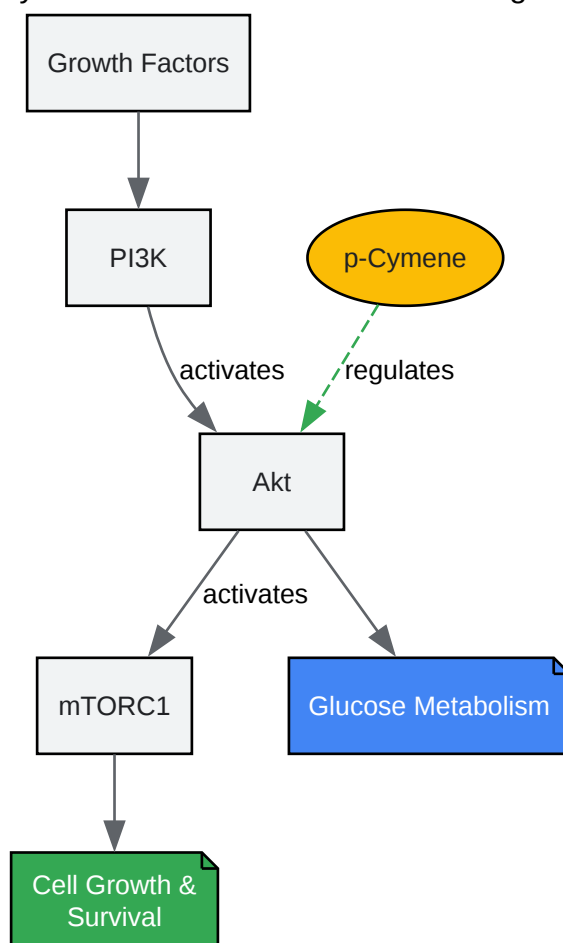 Growth Factors
PI3K
p-Cymene
activates
regulates
Akt
activates
mTORC1
Glucose Metabolism
Cell Growth &
Survival